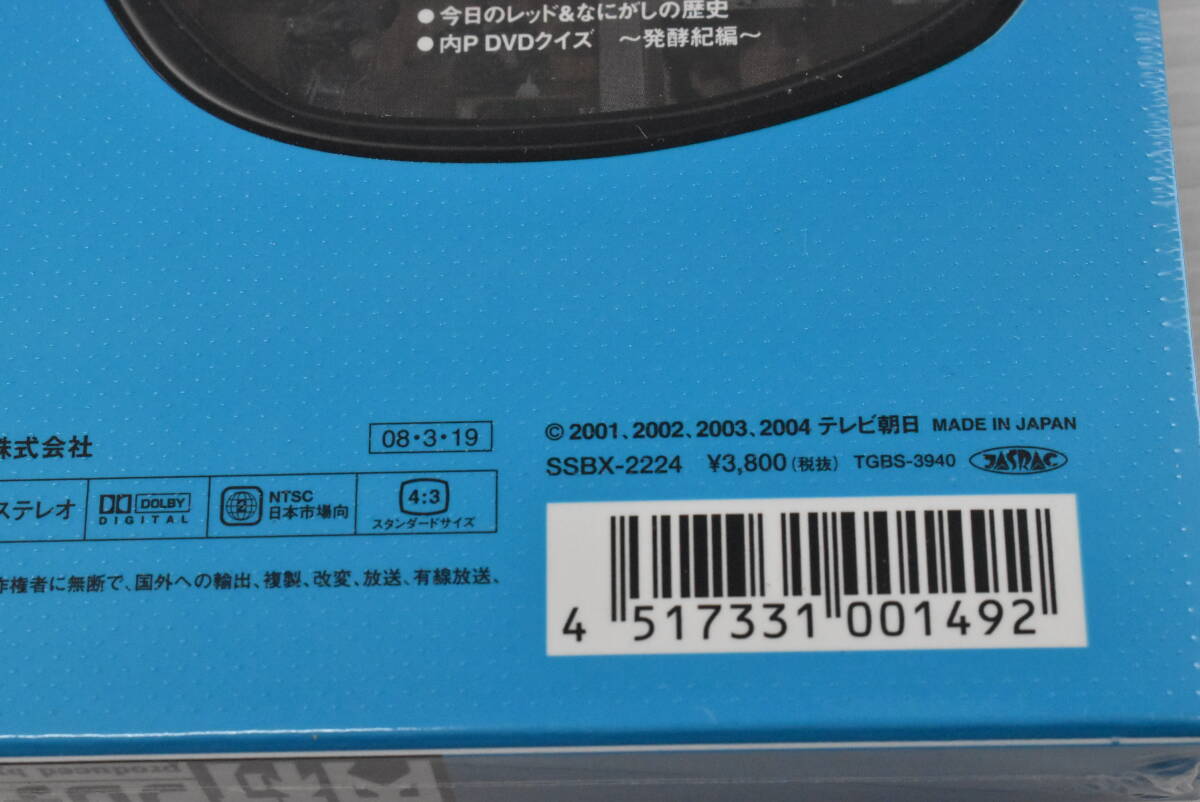 ●今日のレッド&なにがしの歴史
●内P DVDクイズ ～発酵紀編～
株式会社
08・3・19
ステレオ
DOLBY
DIGITAL
2
NTSC
日本市場向
4:3
スタンダードサイズ
作権者に無断で、国外への輸出、複製、改変、放送、有線放送、
© 2001、2002、2003、2004 テレビ朝日 MADE IN JAPAN
SSBX-2224 ¥3,800(税抜) TGBS-3940 JASRAC
4 517331 001492
produced by